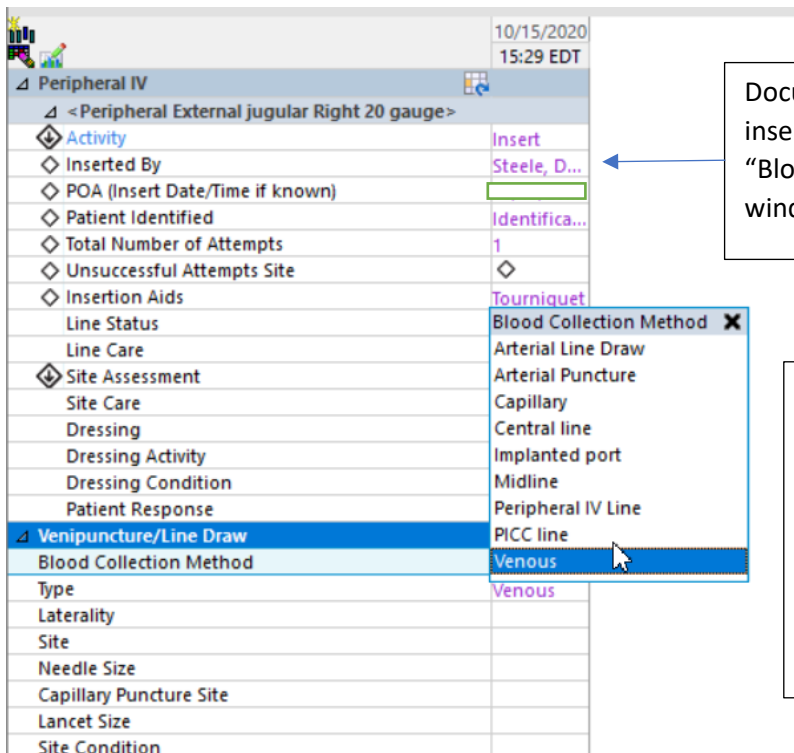 10/15/2020
15:29 EDT
Peripheral IV
<Peripheral External jugular Right 20 gauge>
Activity Insert
Inserted By Steele, D...
POA (Insert Date/Time if known)
Patient Identified Identifica...
Total Number of Attempts 1
Unsuccessful Attempts Site
Insertion Aids Tourniquet
Line Status
Line Care
Site Assessment
Site Care
Dressing
Dressing Activity
Dressing Condition
Patient Response
Venipuncture/Line Draw
Blood Collection Method
Type Venous
Laterality
Site
Needle Size
Capillary Puncture Site
Lancet Size
Site Condition
Blood Collection Method
Arterial Line Draw
Arterial Puncture
Capillary
Central line
Implanted port
Midline
Peripheral IV Line
PICC line
Venous
Docu
inse
“Blo
wind